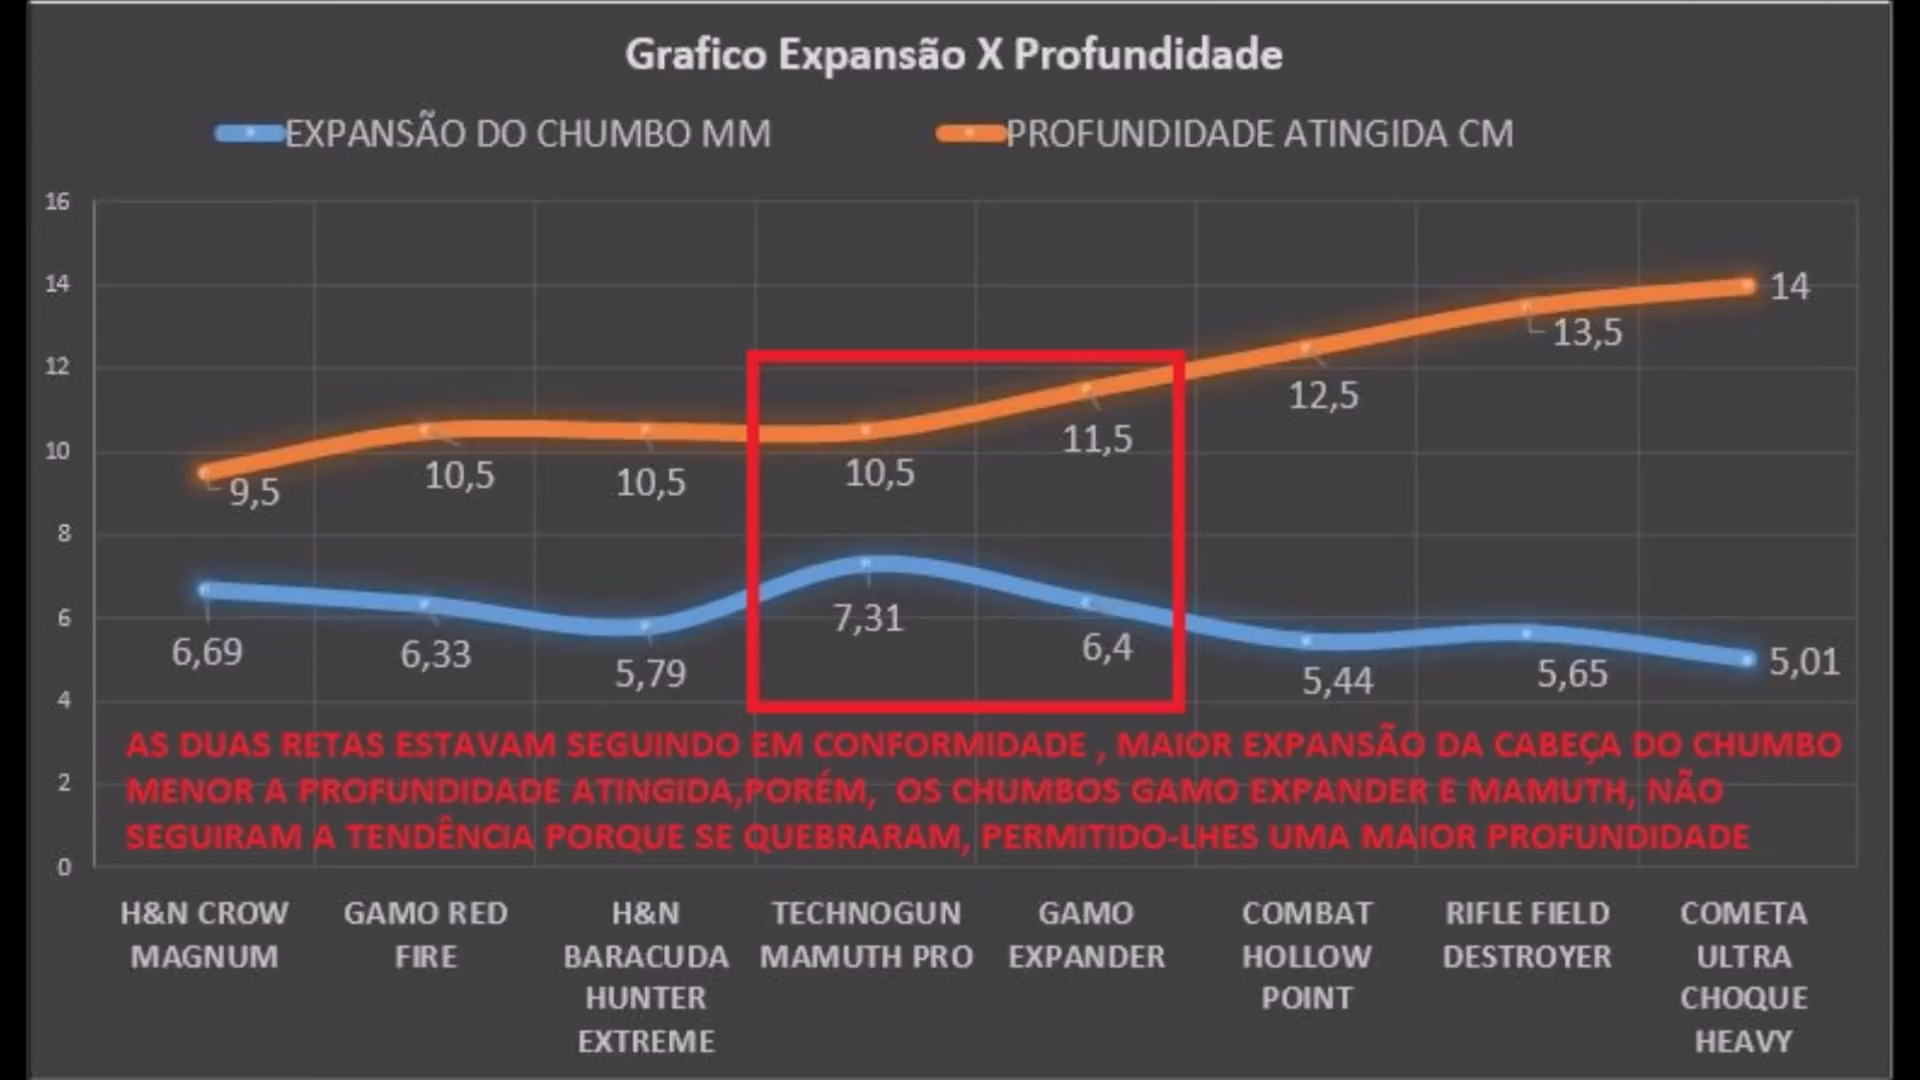 Grafico Expansão X Profundidade
EXPANSÃO DO CHUMBO MM
PROFUNDIDADE ATINGIDA CM
16
14
12
10
8
6
4
2
0
9,5
10,5
10,5
10,5
11,5
12,5
13,5
14
6,69
6,33
5,79
7,31
6,4
5,44
5,65
5,01
AS DUAS RETAS ESTAVAM SEGUINDO EM CONFORMIDADE , MAIOR EXPANSÃO DA CABEÇA DO CHUMBO
MENOR A PROFUNDIDADE ATINGIDA,PORÉM, OS CHUMBOS GAMO EXPANDER E MAMUTH, NÃO
SEGUIRAM A TENDÊNCIA PORQUE SE QUEBRARAM, PERMITIDO-LHES UMA MAIOR PROFUNDIDADE
H&N CROW
MAGNUM
GAMO RED
FIRE
H&N
BARACUDA
HUNTER
EXTREME
TECHNOGUN
MAMUTH PRO
GAMO
EXPANDER
COMBAT
HOLLOW
POINT
RIFLE FIELD
DESTROYER
COMETA
ULTRA
CHOQUE
HEAVY